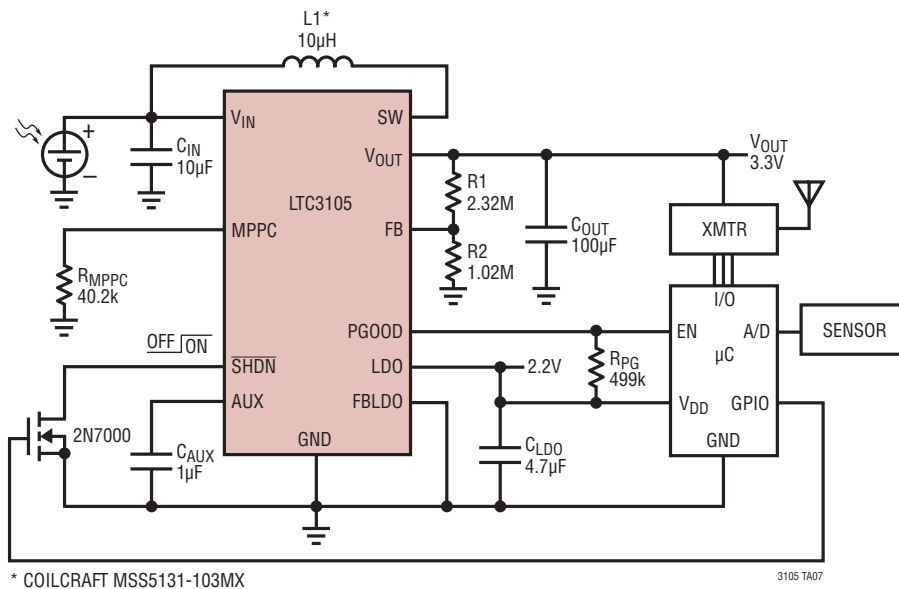 L1*
10µH
VIN
SW
+
CIN
10µF
–
VOUT
VOUT
3.3V
R1
2.32M
LTC3105
MPPC
FB
COUT
100µF
XMTR
R2
1.02M
RMPPC
40.2k
I/O
PGOOD
EN
A/D
SENSOR
µC
OFF ON
SHDN
LDO
2.2V
RPG
499k
AUX
FBLDO
VDD
GPIO
2N7000
GND
GND
CAUX
1µF
CLDO
4.7µF
* COILCRAFT MSS5131-103MX
3105 TA07